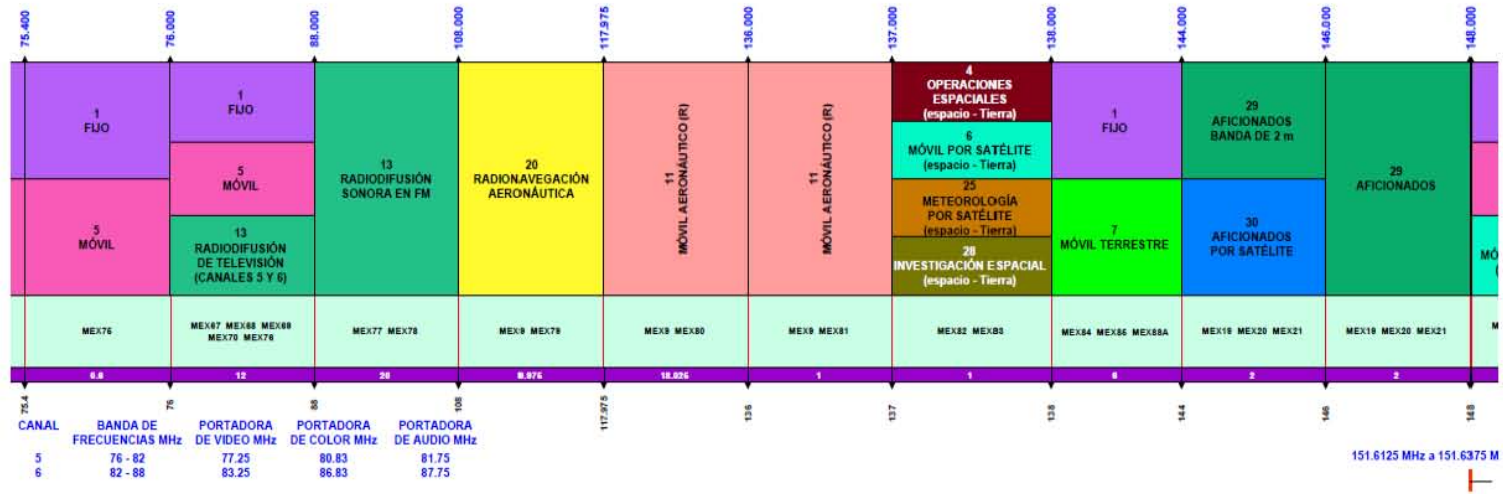 75.400
76.000
88.000
108.000
117.975
136.000
137.000
138.000
144.000
146.000
148.000
1
FIJO
5
MÓVIL
1
FIJO
5
MÓVIL
13
RADIODIFUSIÓN
DE TELEVISIÓN
(CANALES 5 Y 6)
13
RADIODIFUSIÓN
SONORA EN FM
20
RADIONAVEGACIÓN
AERONÁUTICA
11
MÓVIL AERONÁUTICO (R)
11
MÓVIL AERONÁUTICO (R)
4
OPERACIONES
ESPACIALES
(espacio - Tierra)
6
MÓVIL POR SATÉLITE
(espacio - Tierra)
25
METEOROLOGÍA
POR SATÉLITE
(espacio - Tierra)
28
INVESTIGACIÓN ESPACIAL
(espacio - Tierra)
1
FIJO
7
MÓVIL TERRESTRE
29
AFICIONADOS
BANDA DE 2 m
30
AFICIONADOS
POR SATÉLITE
29
AFICIONADOS
MÓ
(
MEX76
MEX67 MEX68 MEX69
MEX70 MEX76
MEX77 MEX78
MEX9 MEX79
MEX9 MEX80
MEX9 MEX81
MEX82 MEX83
MEX84 MEX85 MEX88A
MEX19 MEX20 MEX21
MEX19 MEX20 MEX21
M
0.6
12
20
9.975
18.025
1
1
6
2
2
75.4
76
88
108
117.975
136
137
138
144
146
148
CANAL BANDA DE PORTADORA PORTADORA PORTADORA
FRECUENCIAS MHz DE VIDEO MHz DE COLOR MHz DE AUDIO MHz
5 76 - 82 77.25 80.83 81.75
6 82 - 88 83.25 86.83 87.75
151.6125 MHz a 151.6375 M